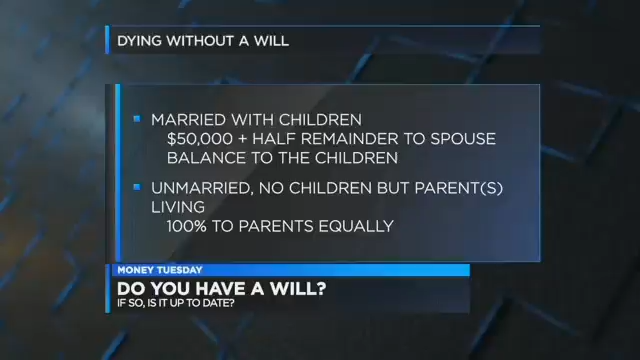 DYING WITHOUT A WILL
MARRIED WITH CHILDREN
$50,000 + HALF REMAINDER TO SPOUSE
BALANCE TO THE CHILDREN
UNMARRIED, NO CHILDREN BUT PARENT(S)
LIVING
100% TO PARENTS EQUALLY
MONEY TUESDAY
DO YOU HAVE A WILL?
IF SO, IS IT UP TO DATE?